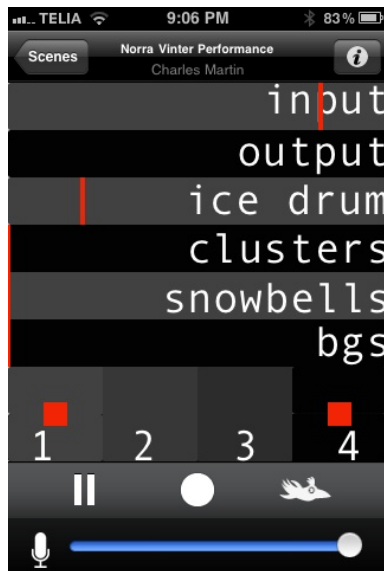 TELIA 9:06 PM 83%
Scenes Norra Vinter Performance
Charles Martin
input
output
ice drum
clusters
snowbells
bgs
1 2 3 4